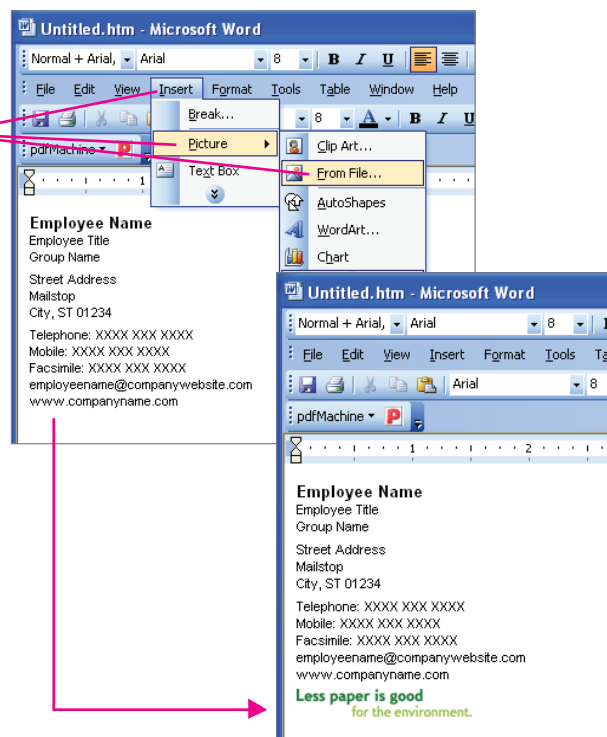 Untitled.htm - Microsoft Word
Normal + Arial, Arial 8 B I U
File Edit View Insert Format Tools Table Window Help
8 A B I U
pdfMachine P
Break...
Picture
Text Box
Clip Art...
From File...
AutoShapes
WordArt...
Chart
1
Employee Name
Employee Title
Group Name
Street Address
Mailstop
City, ST 01234
Telephone: XXXX XXX XXXX
Mobile: XXXX XXX XXXX
Facsimile: XXXX XXX XXXX
employeename@companywebsite.com
www.companyname.com
Untitled.htm - Microsoft Word
Normal + Arial, Arial 8
File Edit View Insert Format Tools
Arial 8
pdfMachine P
1 2
Employee Name
Employee Title
Group Name
Street Address
Mailstop
City, ST 01234
Telephone: XXXX XXX XXXX
Mobile: XXXX XXX XXXX
Facsimile: XXXX XXX XXXX
employeename@companywebsite.com
www.companyname.com
Less paper is good
for the environment.